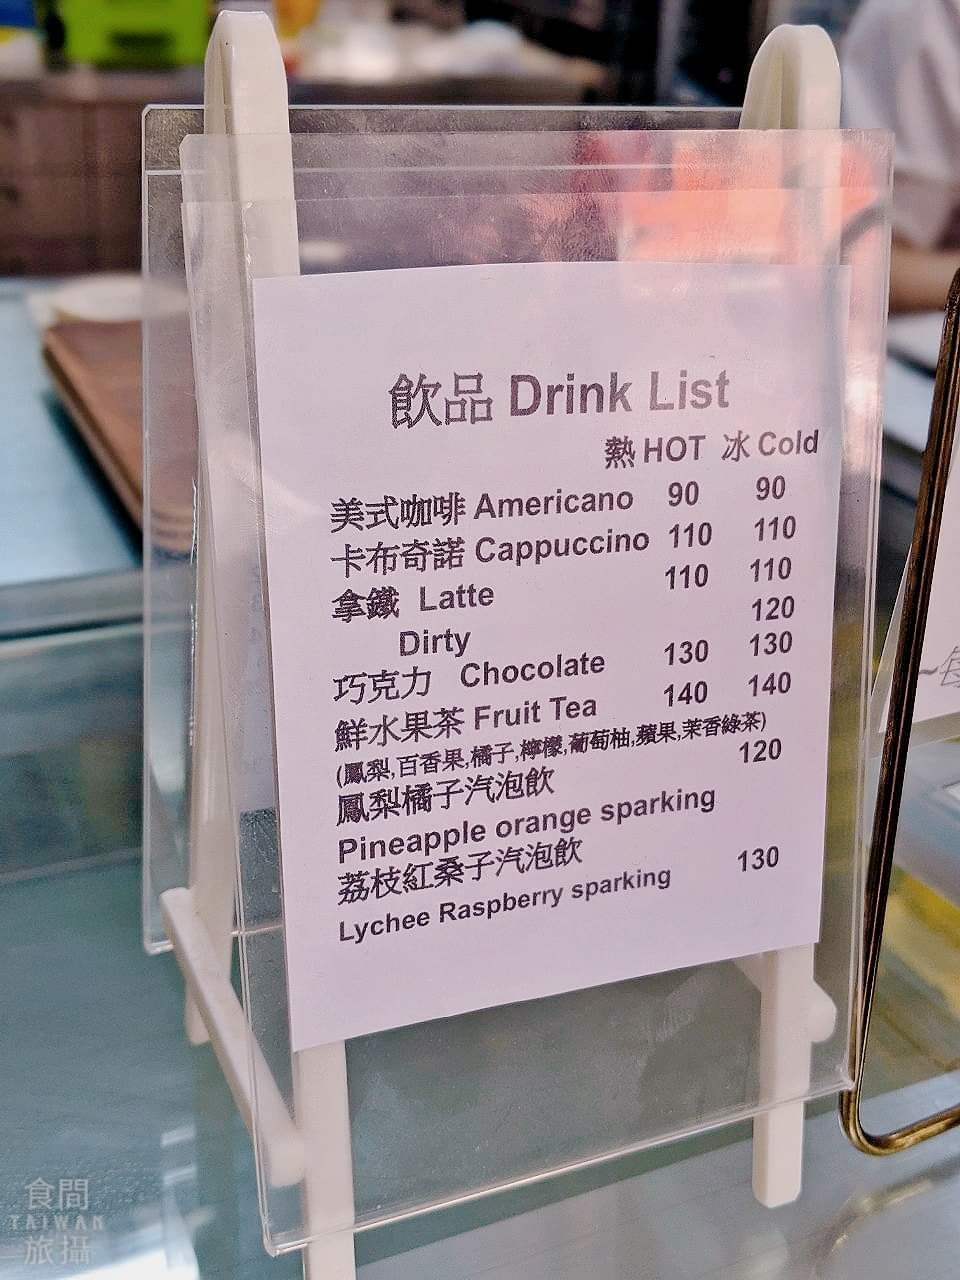 飲品 Drink List
熱 HOT 冰 Cold
美式咖啡 Americano 90 90
卡布奇諾 Cappuccino 110 110
拿鐵 Latte 110 110
Dirty 120
巧克力 Chocolate 130 130
鮮水果茶 Fruit Tea 140 140
(鳳梨,百香果,橘子,檸檬,葡萄柚,蘋果,茉香綠茶)
鳳梨橘子汽泡飲 120
Pineapple orange sparking
荔枝紅桑子汽泡飲
Lychee Raspberry sparking 130
食間
TAIWAN
旅攝